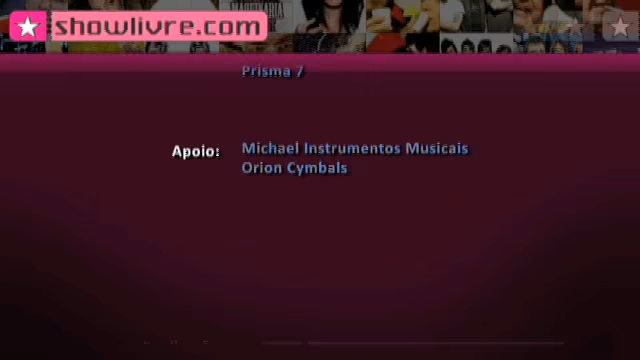 showlivre.com
Prisma 7
Apoio:
Michael Instrumentos Musicais
Orion Cymbals